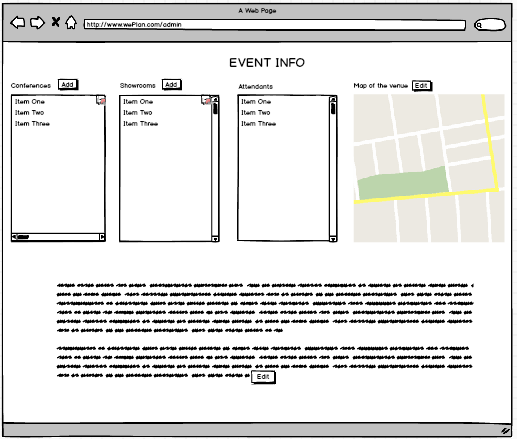 A Web Page
http://www.wePlan.com/admin
EVENT INFO
Conferences Add Showrooms Add Attendants Map of the venue Edit
Item One Item One Item One
Item Two Item Two Item Two
Item Three Item Three Item Three
Edit